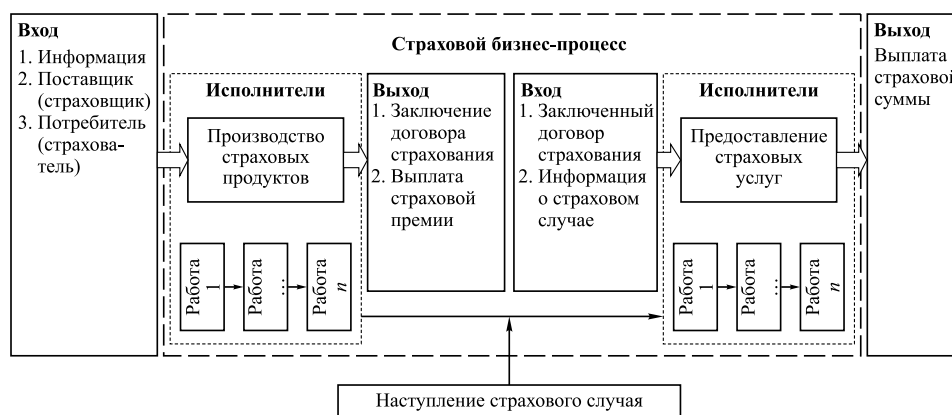 Вход
1. Информация
2. Поставщик
(страховщик)
3. Потребитель
(страхова-
тель)
Страховой бизнес-процесс
Исполнители
Производство
страховых
продуктов
Работа
1
Работа
...
Работа
n
Выход
1. Заключение
договора
страхования
2. Выплата
страховой
премии
Вход
1. Заключенный
договор
страхования
2. Информация
о страховом
случае
Исполнители
Предоставление
страховых
услуг
Работа
1
Работа
...
Работа
n
Выход
Выплата
страховой
суммы
Наступление страхового случая